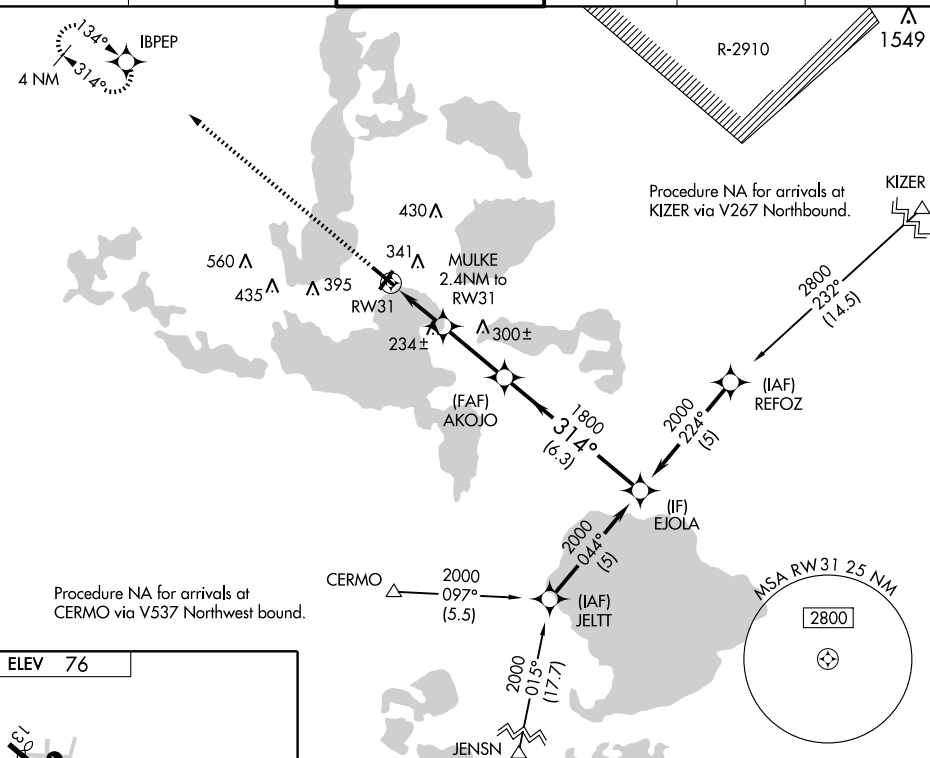 134°
IBPEP
4 NM
314°
R-2910
1549
Procedure NA for arrivals at
KIZER via V267 Northbound.
KIZER
2800
232°
(14.5)
430
341
560
435
395
MULKE
2.4NM to
RW31
RW31
234±
300±
(FAF)
AKOJO
1800
314°
(6.3)
(IAF)
REFOZ
2000
224°
(5)
(IF)
EJOLA
2000
044°
(5)
CERMO
2000
097°
(5.5)
(IAF)
JELTT
Procedure NA for arrivals at
CERMO via V537 Northwest bound.
MSA RW31 25 NM
2800
ELEV 76
2000
015°
(17.7)
JENSN
13